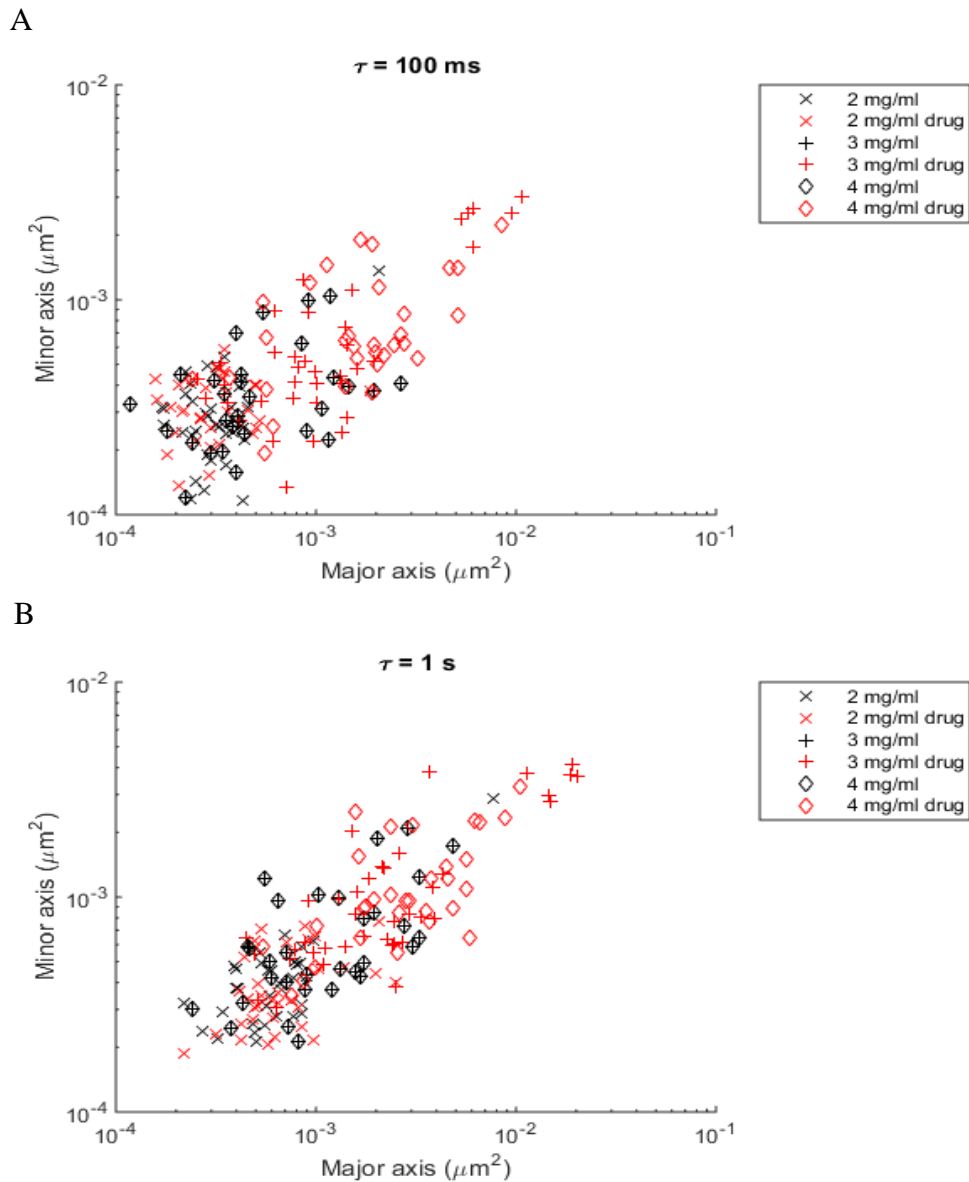 A
τ = 100 ms
10⁻²
10⁻³
10⁻⁴
Minor axis (μm²)
10⁻⁴ 10⁻³ 10⁻² 10⁻¹
Major axis (μm²)
2 mg/ml
2 mg/ml drug
3 mg/ml
3 mg/ml drug
4 mg/ml
4 mg/ml drug
B
τ = 1 s
10⁻²
10⁻³
10⁻⁴
Minor axis (μm²)
10⁻⁴ 10⁻³ 10⁻² 10⁻¹
Major axis (μm²)
2 mg/ml
2 mg/ml drug
3 mg/ml
3 mg/ml drug
4 mg/ml
4 mg/ml drug